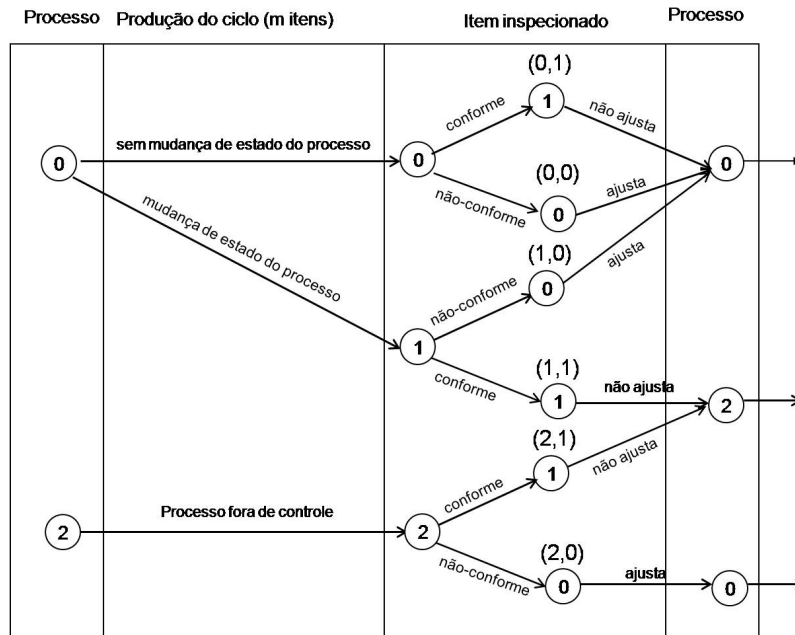 Processo
Produção do ciclo (m itens)
Item inspecionado
Processo
(0,1)
1
conforme
não ajusta
sem mudança de estado do processo
0
0
0
(0,0)
não-conforme
0
ajusta
mudança de estado do processo
(1,0)
0
não-conforme
ajusta
1
conforme
(1,1)
1
não ajusta
2
(2,1)
1
conforme
não ajusta
Processo fora de controle
2
2
(2,0)
não-conforme
0
ajusta
0